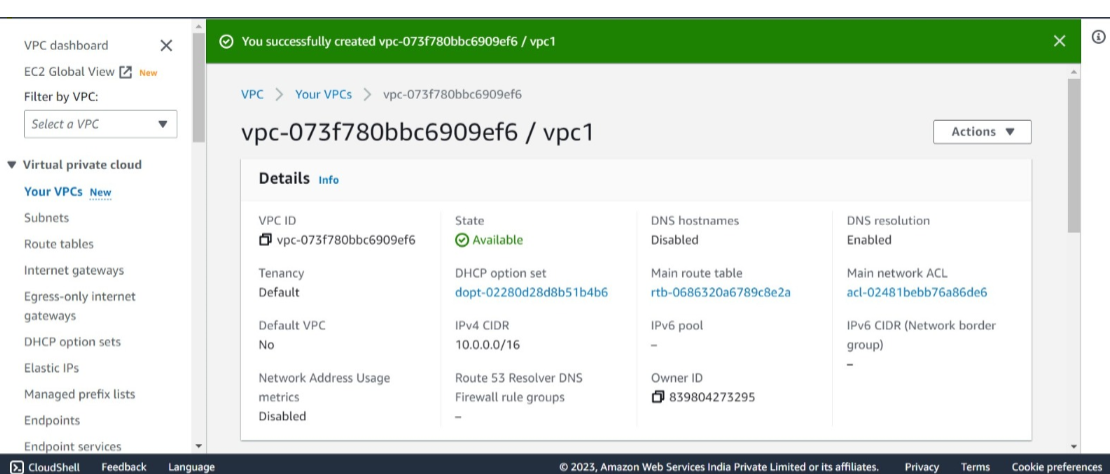 You successfully created vpc-073f780bbc6909ef6 / vpc1
VPC dashboard
EC2 Global View New
Filter by VPC:
Select a VPC
Virtual private cloud
Your VPCs New
Subnets
Route tables
Internet gateways
Egress-only internet
gateways
DHCP option sets
Elastic IPs
Managed prefix lists
Endpoints
Endpoint services
VPC > Your VPCs > vpc-073f780bbc6909ef6
vpc-073f780bbc6909ef6 / vpc1
Actions
Details Info
VPC ID
vpc-073f780bbc6909ef6
State
Available
DNS hostnames
Disabled
DNS resolution
Enabled
Tenancy
Default
DHCP option set
dopt-02280d28d8b51b4b6
Main route table
rtb-0686320a6789c8e2a
Main network ACL
acl-02481bebb76a86de6
Default VPC
No
IPv4 CIDR
10.0.0.0/16
IPv6 pool
–
IPv6 CIDR (Network border
group)
–
Network Address Usage
metrics
Disabled
Route 53 Resolver DNS
Firewall rule groups
–
Owner ID
839804273295
CloudShell Feedback Language
© 2023, Amazon Web Services India Private Limited or its affiliates. Privacy Terms Cookie preferences